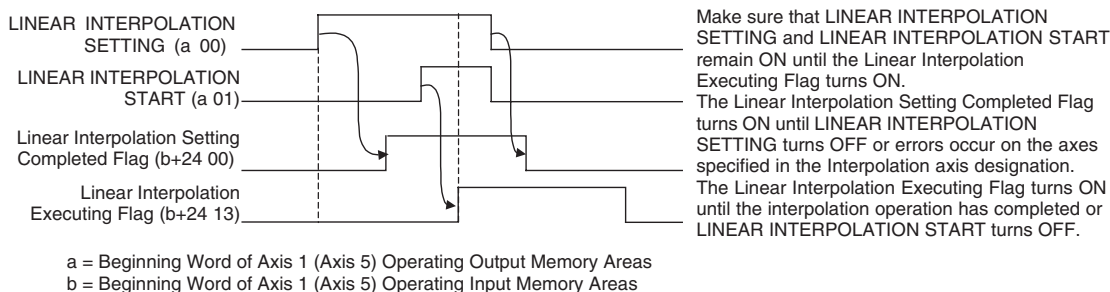 LINEAR INTERPOLATION
SETTING (a 00)
LINEAR INTERPOLATION
START (a 01)
Linear Interpolation Setting
Completed Flag (b+24 00)
Linear Interpolation
Executing Flag (b+24 13)
Make sure that LINEAR INTERPOLATION
SETTING and LINEAR INTERPOLATION START
remain ON until the Linear Interpolation
Executing Flag turns ON.
The Linear Interpolation Setting Completed Flag
turns ON until LINEAR INTERPOLATION
SETTING turns OFF or errors occur on the axes
specified in the Interpolation axis designation.
The Linear Interpolation Executing Flag turns ON
until the interpolation operation has completed or
LINEAR INTERPOLATION START turns OFF.
a = Beginning Word of Axis 1 (Axis 5) Operating Output Memory Areas
b = Beginning Word of Axis 1 (Axis 5) Operating Input Memory Areas